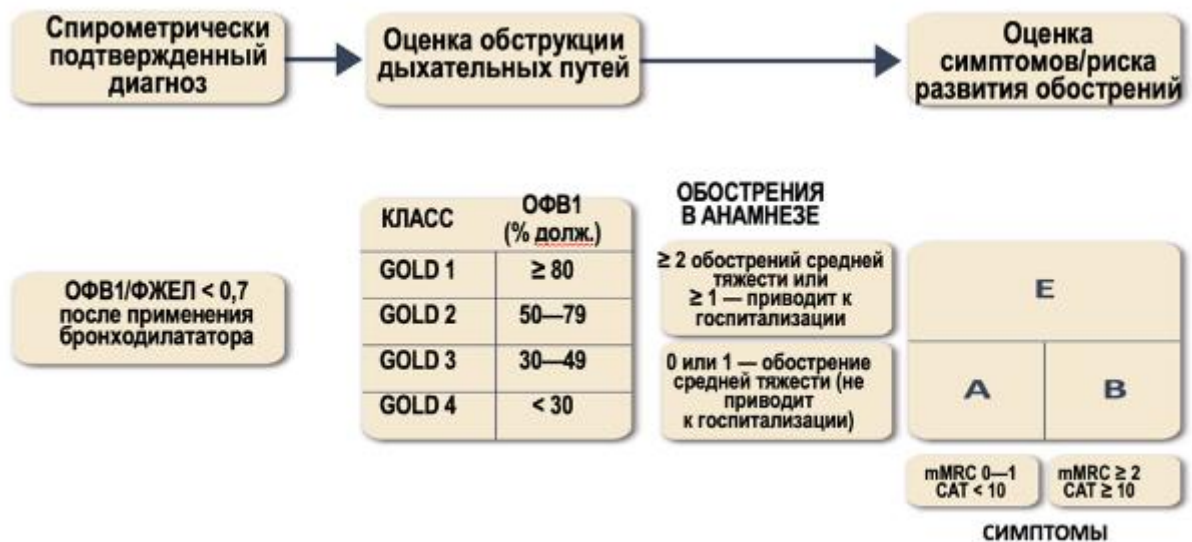 Спирометрически
подтвержденный
диагноз
Оценка обструкции
дыхательных путей
Оценка
симптомов/риска
развития обострений
ОФВ1/ФЖЕЛ < 0,7
после применения
бронходилататора
КЛАСС
ОФВ1
(% долж.)
GOLD 1
≥ 80
GOLD 2
50—79
GOLD 3
30—49
GOLD 4
< 30
ОБОСТРЕНИЯ
В АНАМНЕЗЕ
≥ 2 обострений средней
тяжести или
≥ 1 — приводит к
госпитализации
0 или 1 — обострение
средней тяжести (не
приводит
к госпитализации)
E
A
B
mMRC 0—1
CAT < 10
mMRC ≥ 2
CAT ≥ 10
СИМПТОМЫ